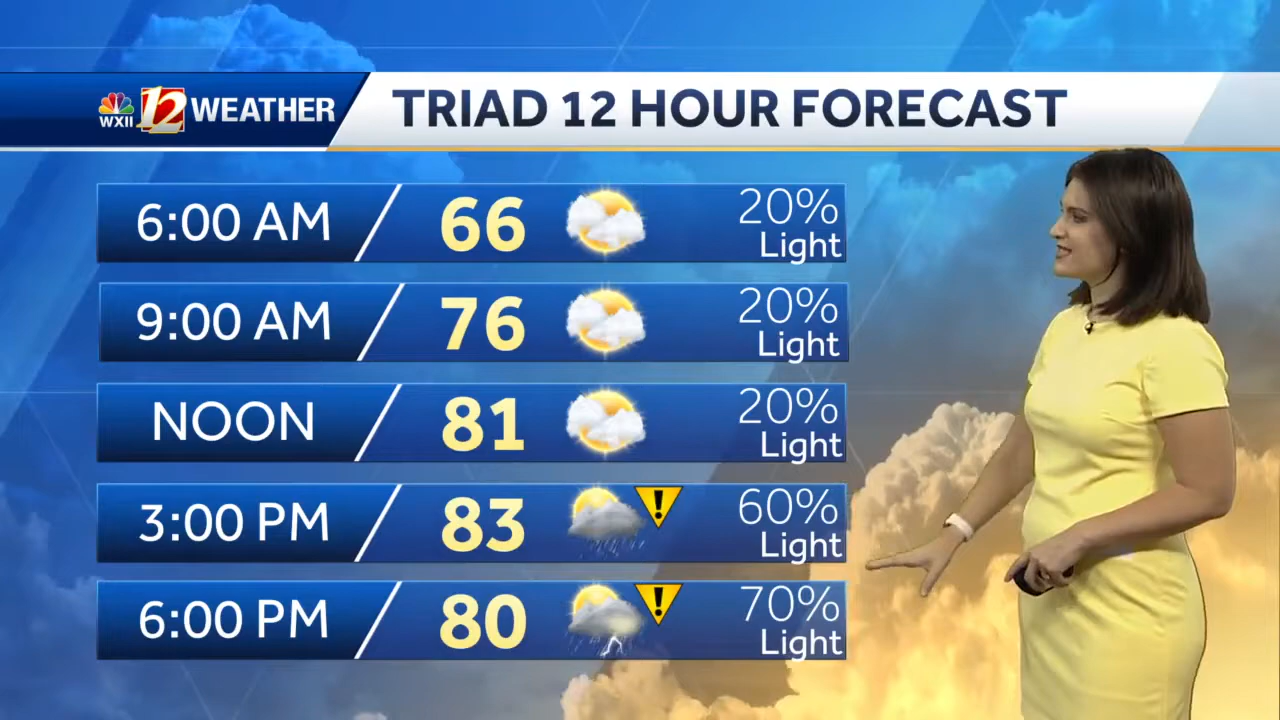 WXII 12 WEATHER
TRIAD 12 HOUR FORECAST
6:00 AM 66 20% Light
9:00 AM 76 20% Light
NOON 81 20% Light
3:00 PM 83 ! 60% Light
6:00 PM 80 ! 70% Light